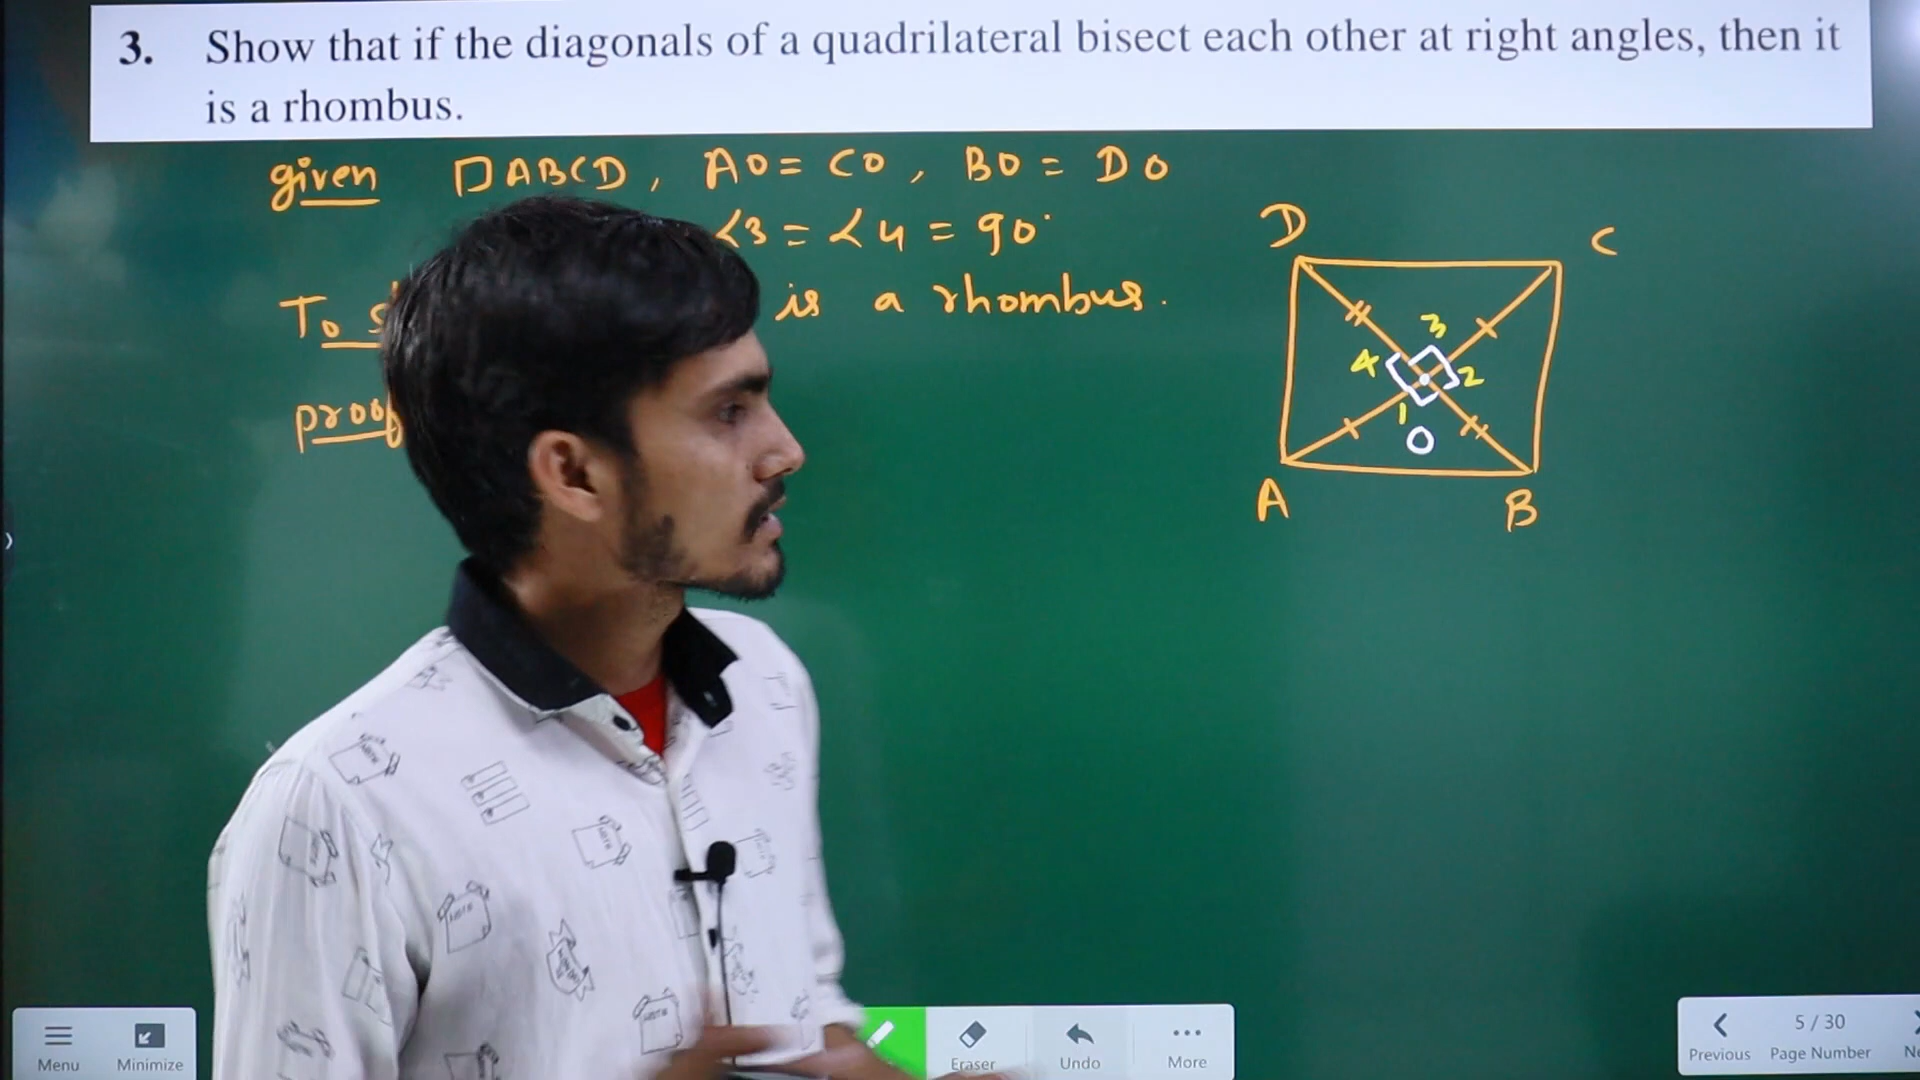 3. Show that if the diagonals of a quadrilateral bisect each other at right angles, then it
is a rhombus.
given □ABCD, AO = CO, BO = DO
∠3 = ∠4 = 90°
To is a rhombus.
proof
D C
3
4 2
1
O
A B
Menu Minimize Eraser Undo More Previous 5 / 30 Page Number